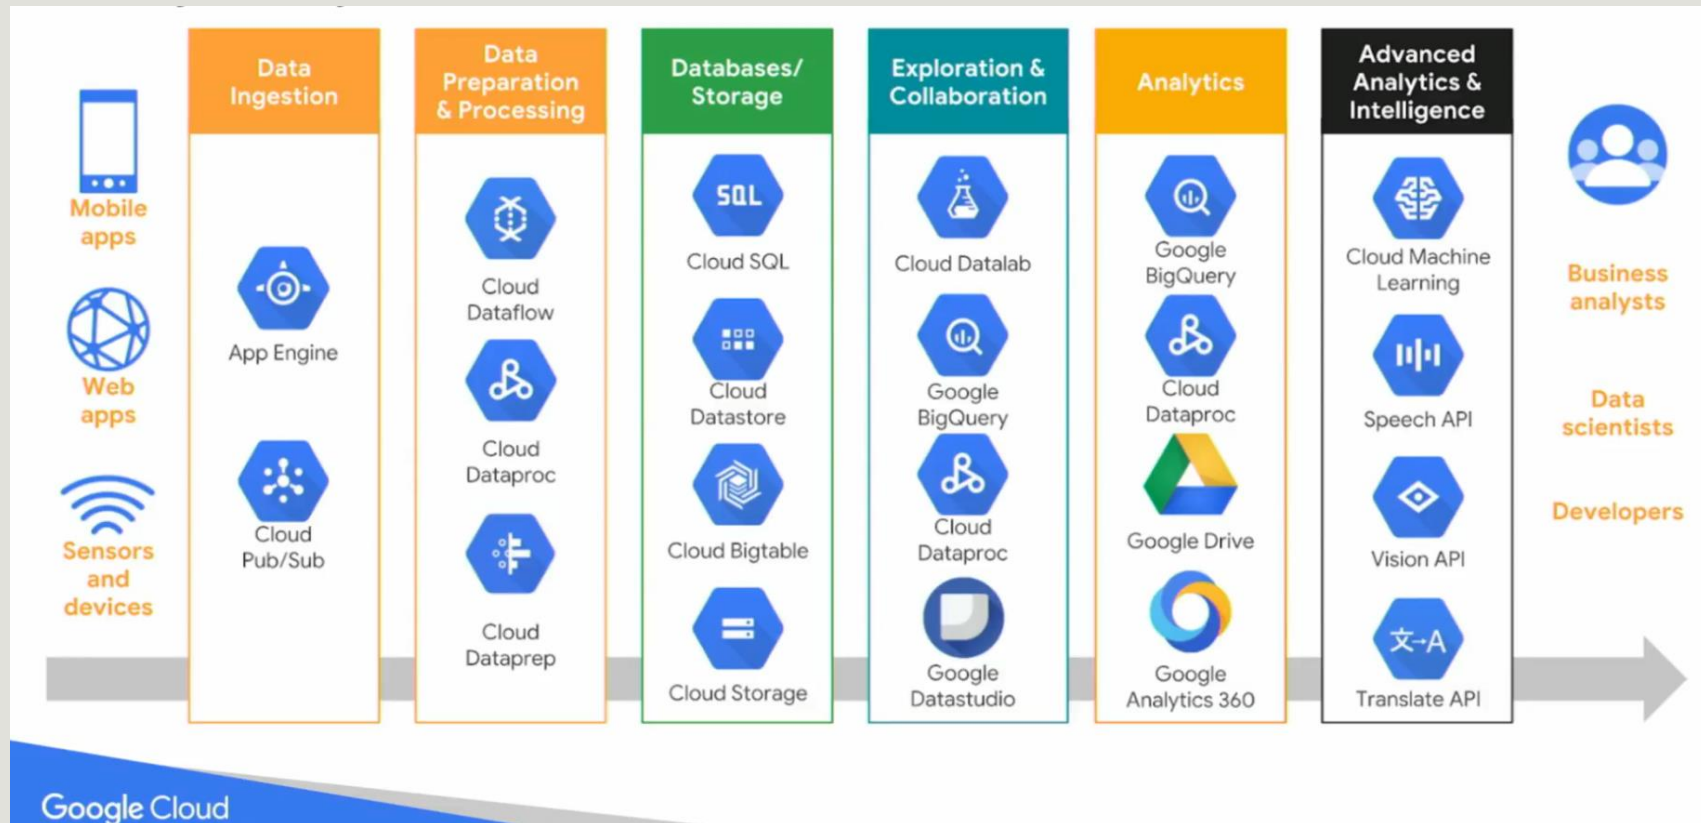 Mobile
apps
Web
apps
Sensors
and
devices
Data
Ingestion
App Engine
Cloud
Pub/Sub
Data
Preparation
& Processing
Cloud
Dataflow
Cloud
Dataproc
Cloud
Dataprep
Databases/
Storage
SQL
Cloud SQL
Cloud
Datastore
Cloud Bigtable
Cloud Storage
Exploration &
Collaboration
Cloud Datalab
Google
BigQuery
Cloud
Dataproc
Google
Datastudio
Analytics
Google
BigQuery
Cloud
Dataproc
Google Drive
Google
Analytics 360
Advanced
Analytics &
Intelligence
Cloud Machine
Learning
Speech API
Vision API
文→A
Translate API
Business
analysts
Data
scientists
Developers
Google Cloud